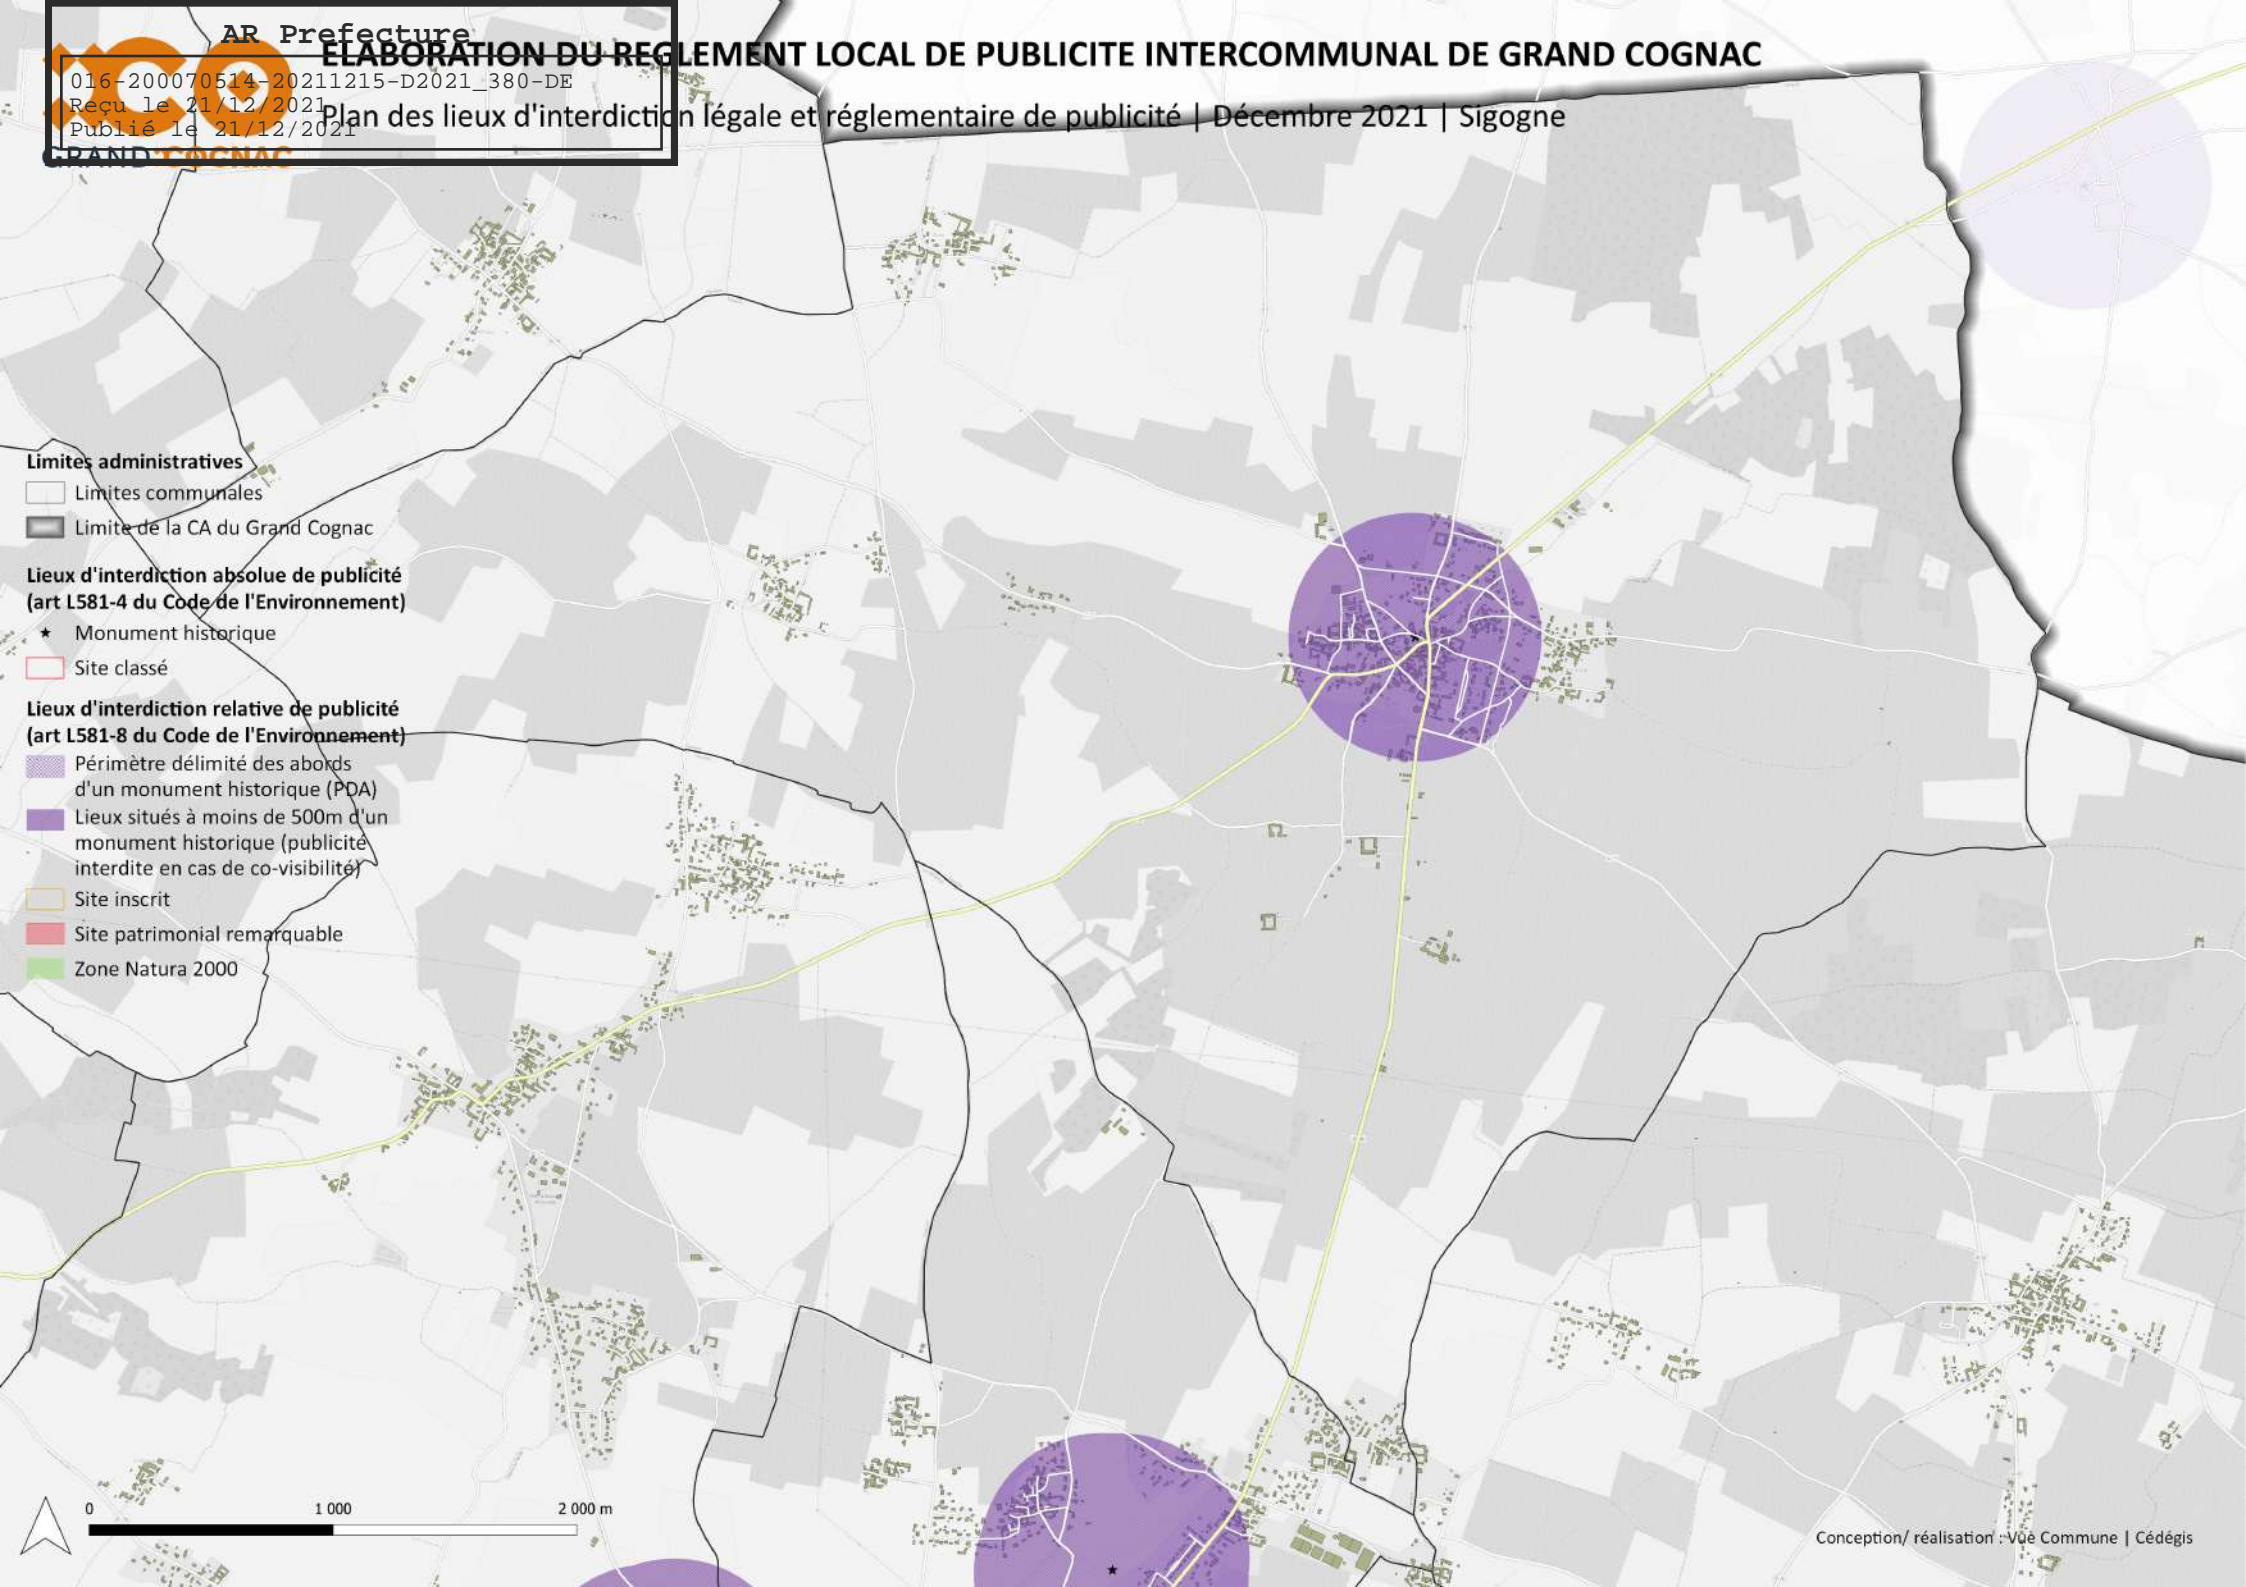 AR Prefecture
016-200070514-20211215-D2021_380-DE
Reçu le 21/12/2021
Publié le 21/12/2021
GRAND COGNAC
ELABORATION DU REGLEMENT LOCAL DE PUBLICITE INTERCOMMUNAL DE GRAND COGNAC
Plan des lieux d'interdiction légale et réglementaire de publicité | Décembre 2021 | Sigogne
Limites administratives
Limites communales
Limite de la CA du Grand Cognac
Lieux d'interdiction absolue de publicité
(art L581-4 du Code de l'Environnement)
Monument historique
Site classé
Lieux d'interdiction relative de publicité
(art L581-8 du Code de l'Environnement)
Périmètre délimité des abords
d'un monument historique (PDA)
Lieux situés à moins de 500m d'un
monument historique (publicité
interdite en cas de co-visibilité)
Site inscrit
Site patrimonial remarquable
Zone Natura 2000
0 1 000 2 000 m
Conception/ réalisation : Vue Commune | Cédégis